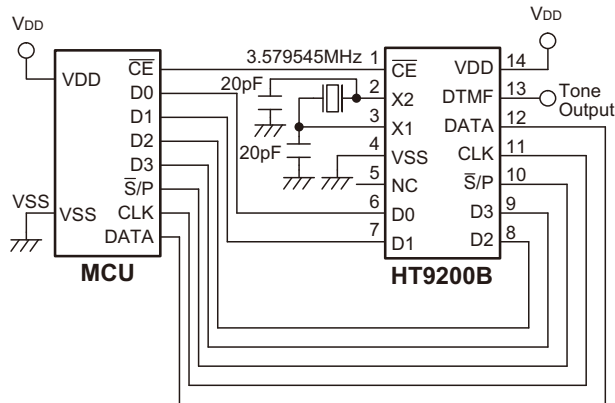 VDD
VDD
3.579545MHz
VDD
CE
D0
D1
D2
D3
S/P
CLK
DATA
VSS
VSS
MCU
20pF
20pF
1
2
3
4
5
6
7
CE
X2
X1
VSS
NC
D0
D1
VDD
DTMF
DATA
CLK
S/P
D3
D2
14
13
12
11
10
9
8
Tone
Output
HT9200B